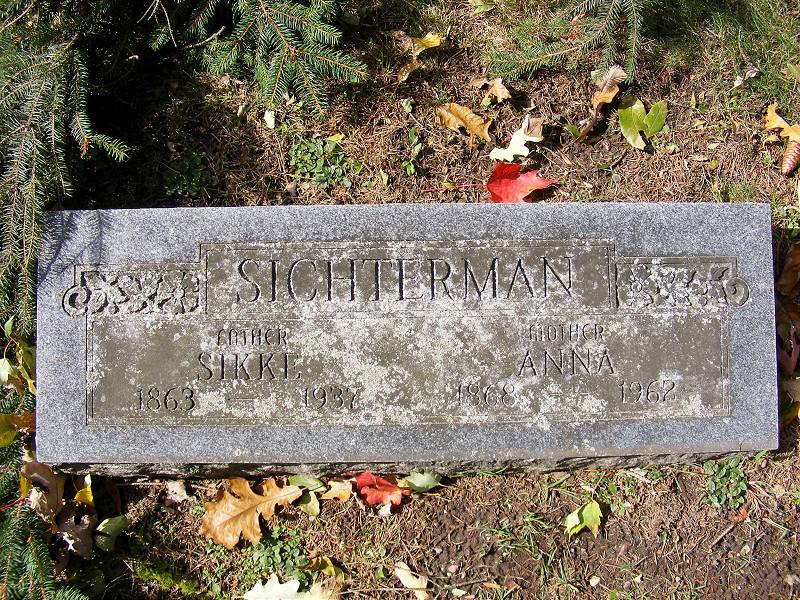 SICHTERMAN
FATHER MOTHER
SIKKE ANNA
1863 — 1937 1868 — 1962